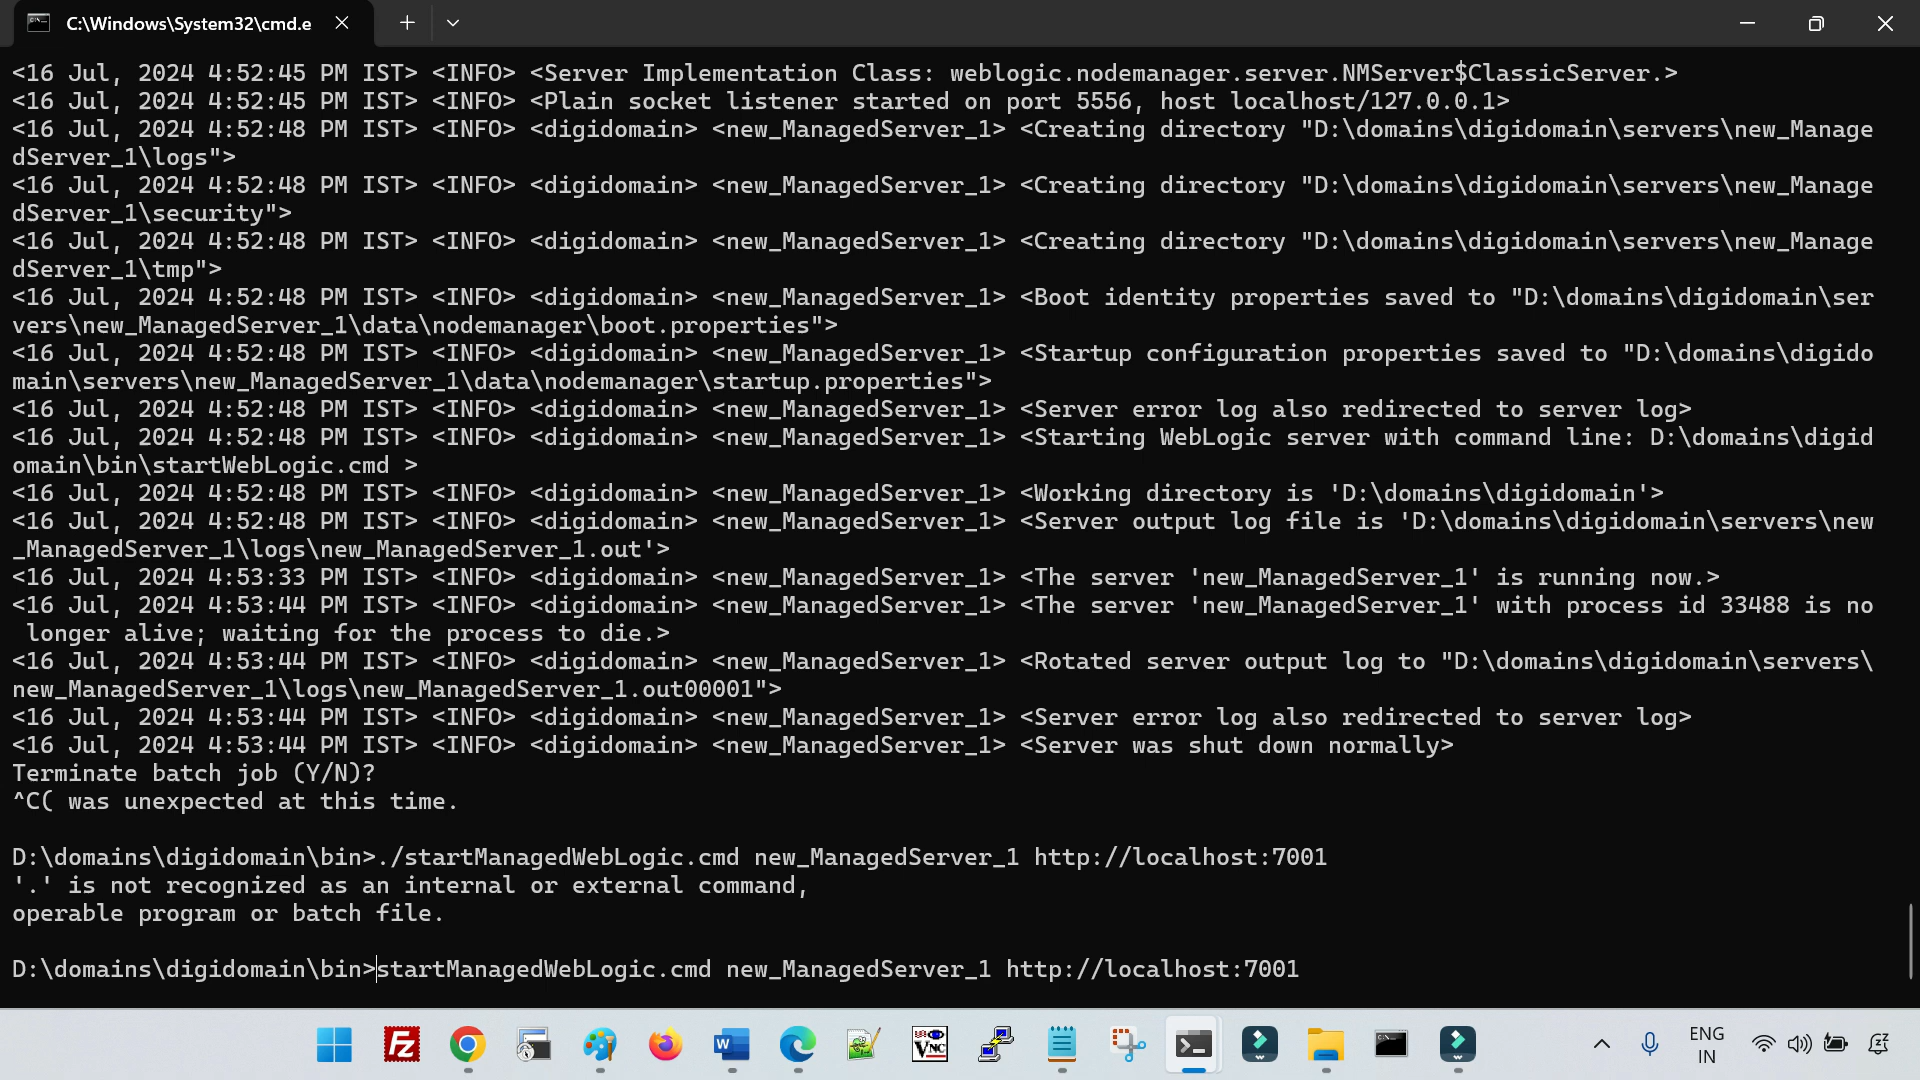 C:\Windows\System32\cmd.e
<16 Jul, 2024 4:52:45 PM IST> <INFO> <Server Implementation Class: weblogic.nodemanager.server.NMServer$ClassicServer.>
<16 Jul, 2024 4:52:45 PM IST> <INFO> <Plain socket listener started on port 5556, host localhost/127.0.0.1>
<16 Jul, 2024 4:52:48 PM IST> <INFO> <digidomain> <new_ManagedServer_1> <Creating directory "D:\domains\digidomain\servers\new_Manage
dServer_1\logs">
<16 Jul, 2024 4:52:48 PM IST> <INFO> <digidomain> <new_ManagedServer_1> <Creating directory "D:\domains\digidomain\servers\new_Manage
dServer_1\security">
<16 Jul, 2024 4:52:48 PM IST> <INFO> <digidomain> <new_ManagedServer_1> <Creating directory "D:\domains\digidomain\servers\new_Manage
dServer_1\tmp">
<16 Jul, 2024 4:52:48 PM IST> <INFO> <digidomain> <new_ManagedServer_1> <Boot identity properties saved to "D:\domains\digidomain\ser
vers\new_ManagedServer_1\data\nodemanager\boot.properties">
<16 Jul, 2024 4:52:48 PM IST> <INFO> <digidomain> <new_ManagedServer_1> <Startup configuration properties saved to "D:\domains\digido
main\servers\new_ManagedServer_1\data\nodemanager\startup.properties">
<16 Jul, 2024 4:52:48 PM IST> <INFO> <digidomain> <new_ManagedServer_1> <Server error log also redirected to server log>
<16 Jul, 2024 4:52:48 PM IST> <INFO> <digidomain> <new_ManagedServer_1> <Starting WebLogic server with command line: D:\domains\digid
omain\bin\startWebLogic.cmd >
<16 Jul, 2024 4:52:48 PM IST> <INFO> <digidomain> <new_ManagedServer_1> <Working directory is 'D:\domains\digidomain'>
<16 Jul, 2024 4:52:48 PM IST> <INFO> <digidomain> <new_ManagedServer_1> <Server output log file is 'D:\domains\digidomain\servers\new
_ManagedServer_1\logs\new_ManagedServer_1.out'>
<16 Jul, 2024 4:53:33 PM IST> <INFO> <digidomain> <new_ManagedServer_1> <The server 'new_ManagedServer_1' is running now.>
<16 Jul, 2024 4:53:44 PM IST> <INFO> <digidomain> <new_ManagedServer_1> <The server 'new_ManagedServer_1' with process id 33488 is no
 longer alive; waiting for the process to die.>
<16 Jul, 2024 4:53:44 PM IST> <INFO> <digidomain> <new_ManagedServer_1> <Rotated server output log to "D:\domains\digidomain\servers\
new_ManagedServer_1\logs\new_ManagedServer_1.out00001">
<16 Jul, 2024 4:53:44 PM IST> <INFO> <digidomain> <new_ManagedServer_1> <Server error log also redirected to server log>
<16 Jul, 2024 4:53:44 PM IST> <INFO> <digidomain> <new_ManagedServer_1> <Server was shut down normally>
Terminate batch job (Y/N)?
^C( was unexpected at this time.
D:\domains\digidomain\bin>./startManagedWebLogic.cmd new_ManagedServer_1 http://localhost:7001
'.' is not recognized as an internal or external command,
operable program or batch file.
D:\domains\digidomain\bin>startManagedWebLogic.cmd new_ManagedServer_1 http://localhost:7001
ENG
IN